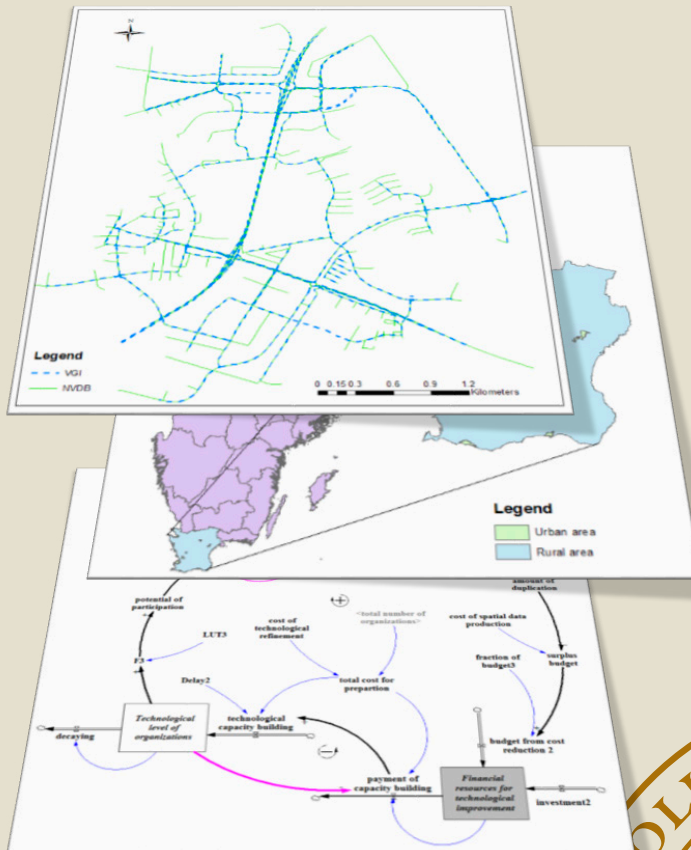 N
Legend
VGI
NVDB
0 0.15 0.3 0.6 0.9 1.2
Kilometers
Legend
Urban area
Rural area
amount of
duplication
potential of
participation
cost of
technological
refinement
<total number of
organizations>
cost of spatial data
production
LUT3
F3
fraction of
budget3
surplus
budget
Delay2
total cost for
prepartion
Technological
level of
organizations
technological
capacity building
decaying
budget from cost
reduction 2
payment of
capacity building
Financial
resources for
technological
improvement
investment2